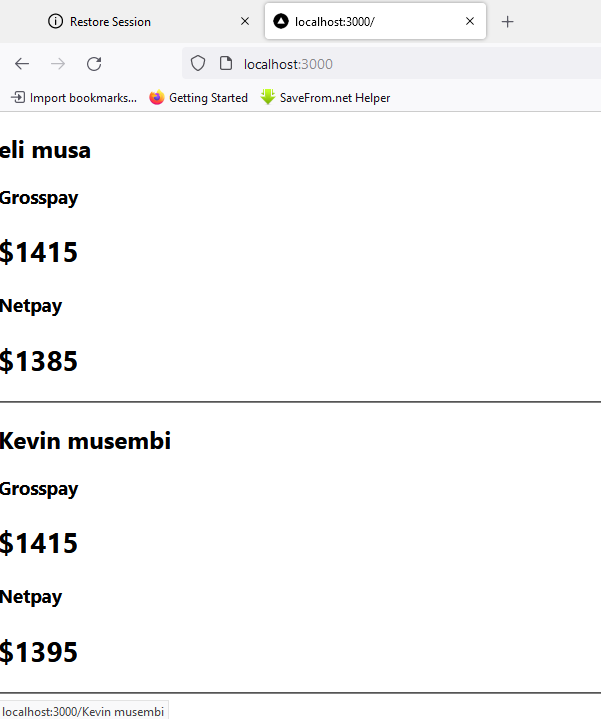 Restore Session
localhost:3000/
localhost:3000
Import bookmarks... Getting Started SaveFrom.net Helper
eli musa
Grosspay
$1415
Netpay
$1385
Kevin musembi
Grosspay
$1415
Netpay
$1395
localhost:3000/Kevin musembi